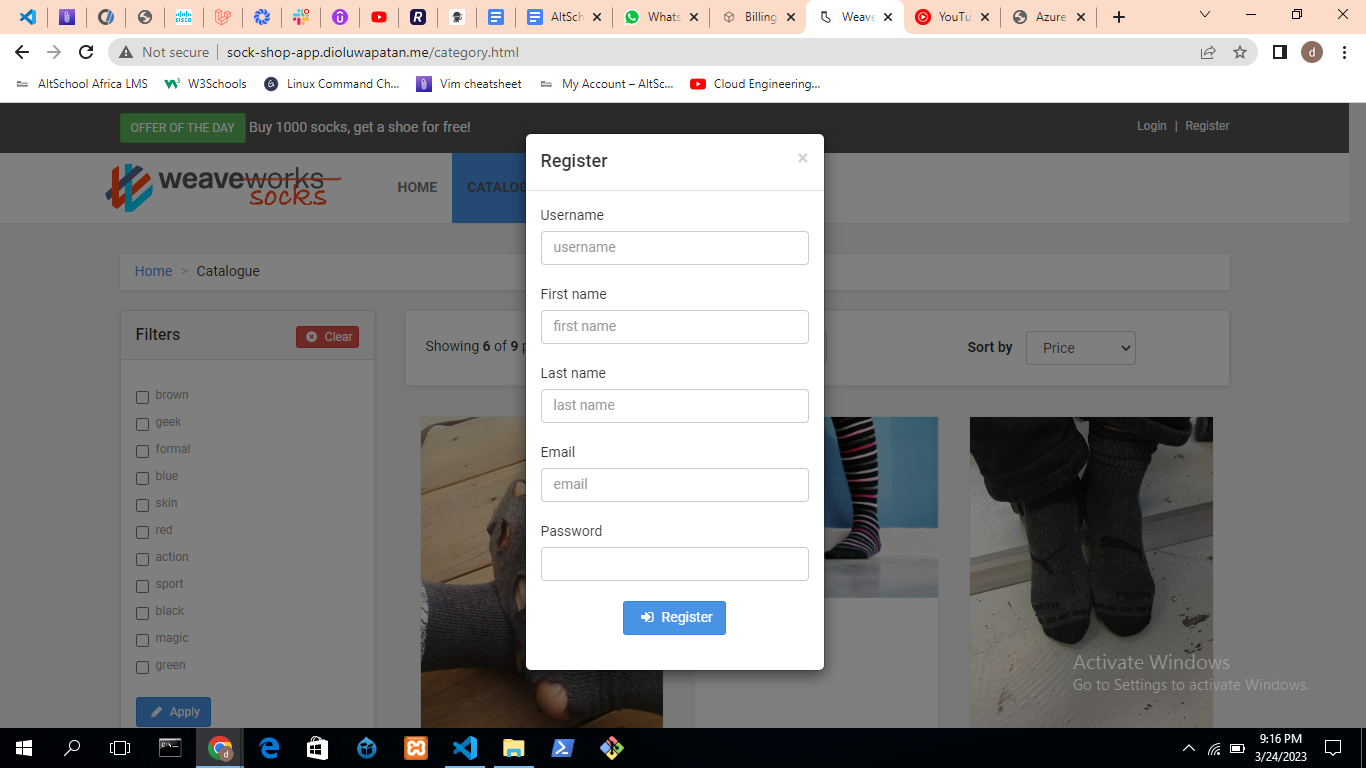 AltSch
Whats
Billing
Weave
YouTu
Azure
Not secure
sock-shop-app.dioluwapatan.me/category.html
d
AltSchool Africa LMS
W3Schools
Linux Command Ch...
Vim cheatsheet
My Account – AltSc...
Cloud Engineering...
OFFER OF THE DAY Buy 1000 socks, get a shoe for free!
Login | Register
weaveworks
socks
HOME
CATALOG
Register
×
Username
username
First name
first name
Last name
last name
Email
email
Password
Register
Home > Catalogue
Filters
Clear
brown
geek
formal
blue
skin
red
action
sport
black
magic
green
Apply
Showing 6 of 9 p
Sort by
Price
Activate Windows
Go to Settings to activate Windows.
9:16 PM
3/24/2023